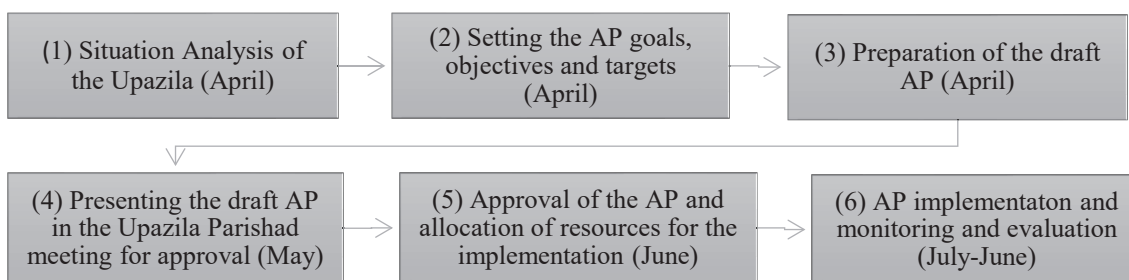 (1) Situation Analysis of
the Upazila (April)
(2) Setting the AP goals,
objectives and targets
(April)
(3) Preparation of the draft
AP (April)
(4) Presenting the draft AP
in the Upazila Parishad
meeting for approval (May)
(5) Approval of the AP and
allocation of resources for the
implementation (June)
(6) AP implementaton and
monitoring and evaluation
(July-June)